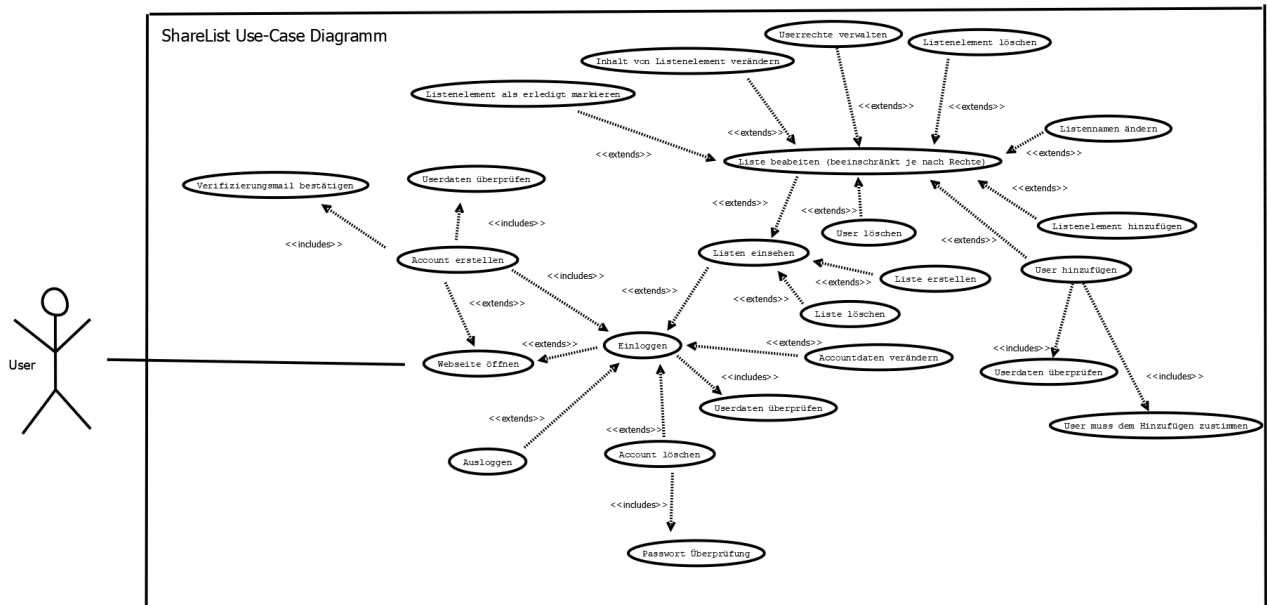 ShareList Use-Case Diagramm
Userrechte verwalten
Listenelement löschen
Inhalt von Listenelement verändern
Listenelement als erledigt markieren
<<extends>>
<<extends>>
<<extends>>
Listennamen ändern
<<extends>>
<<extends>>
Liste beabeiten (beeinschränkt je nach Rechte)
Userdaten überprüfen
Verifizierungsmail bestätigen
<<extends>>
<<extends>>
<<extends>>
<<includes>>
<<includes>>
User löschen
Listenelement hinzufügen
<<extends>>
Account erstellen
Listen einsehen
<<includes>>
User hinzufügen
Liste erstellen
<<extends>>
<<extends>>
<<extends>>
<<extends>>
Liste löschen
User
Einloggen
<<extends>>
<<extends>>
<<includes>>
Webseite öffnen
Accountdaten verändern
Userdaten überprüfen
<<includes>>
<<includes>>
Userdaten überprüfen
<<extends>>
<<extends>>
User muss dem Hinzufügen zustimmen
Ausloggen
Account löschen
<<includes>>
Passwort Überprüfung